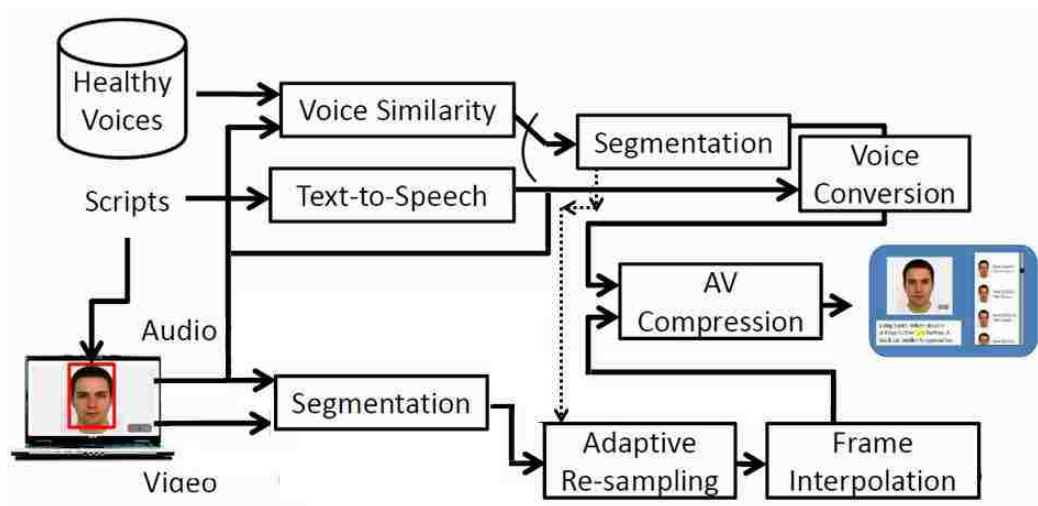 Healthy
Voices
Voice Similarity
Segmentation
Voice
Conversion
Scripts
Text-to-Speech
AV
Compression
Audio
Segmentation
Adaptive
Re-sampling
Frame
Interpolation
Video